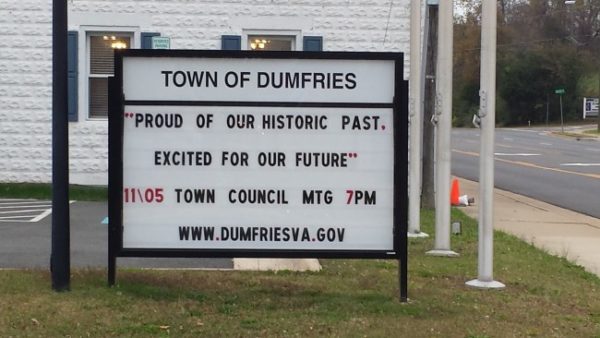 TOWN OF DUMFRIES
"PROUD OF OUR HISTORIC PAST,
EXCITED FOR OUR FUTURE"
11\05 TOWN COUNCIL MTG 7PM
WWW.DUMFRIESVA.GOV